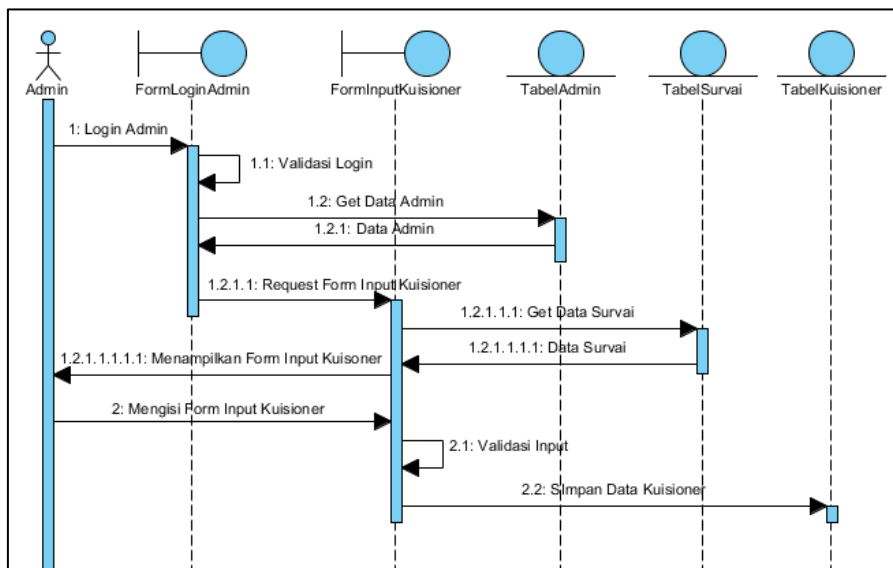 Admin
FormLoginAdmin
FormInputKuisioner
TabelAdmin
TabelSurvai
TabelKuisioner
1: Login Admin
1.1: Validasi Login
1.2: Get Data Admin
1.2.1: Data Admin
1.2.1.1: Request Form Input Kuisioner
1.2.1.1.1: Get Data Survai
1.2.1.1.1.1: Data Survai
1.2.1.1.1.1.1: Menampilkan Form Input Kuisoner
2: Mengisi Form Input Kuisioner
2.1: Validasi Input
2.2: SImpan Data Kuisioner